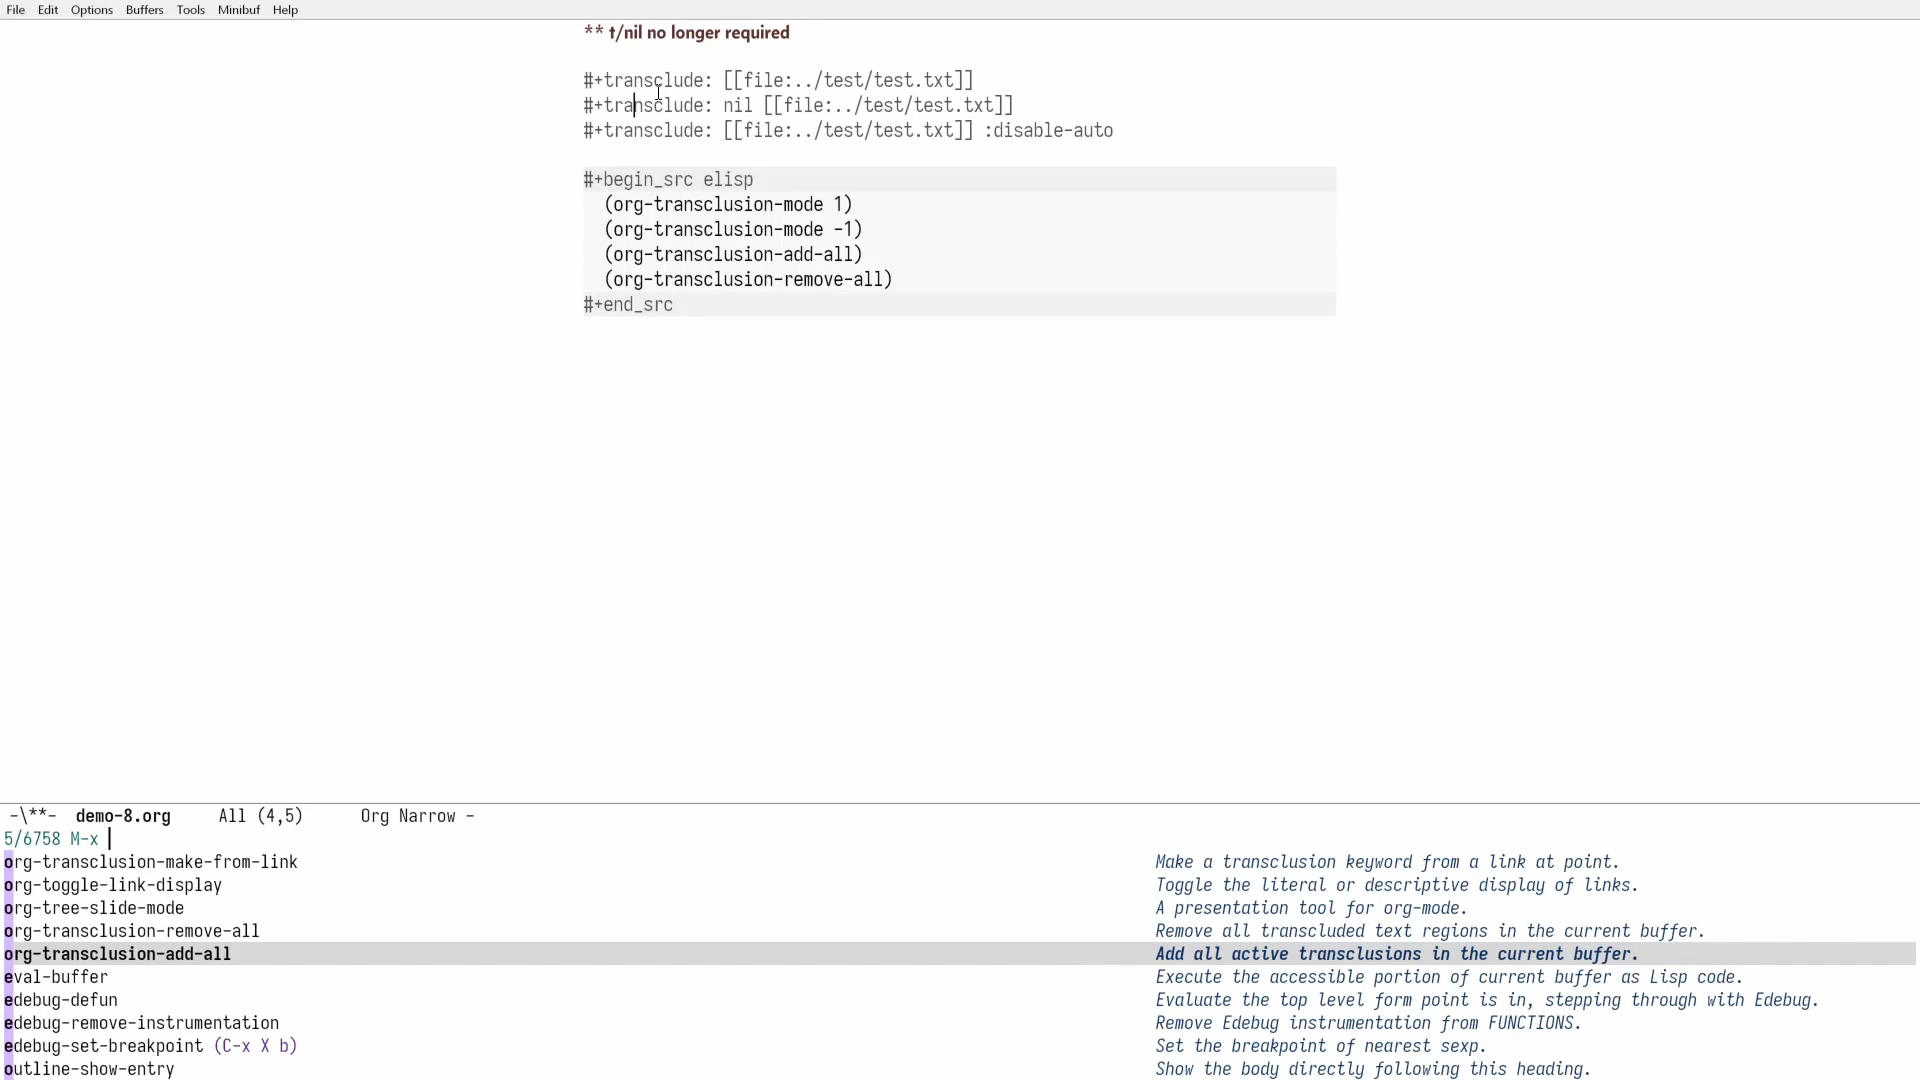 File Edit Options Buffers Tools Minibuf Help
** t/nil no longer required
#+transclude: [[file:../test/test.txt]]
#+transclude: nil [[file:../test/test.txt]]
#+transclude: [[file:../test/test.txt]] :disable-auto
#+begin_src elisp
(org-transclusion-mode 1)
(org-transclusion-mode -1)
(org-transclusion-add-all)
(org-transclusion-remove-all)
#+end_src
-\**- demo-8.org All (4,5) Org Narrow -
5/6758 M-x
org-transclusion-make-from-link Make a transclusion keyword from a link at point.
org-toggle-link-display Toggle the literal or descriptive display of links.
org-tree-slide-mode A presentation tool for org-mode.
org-transclusion-remove-all Remove all transcluded text regions in the current buffer.
org-transclusion-add-all Add all active transclusions in the current buffer.
eval-buffer Execute the accessible portion of current buffer as Lisp code.
edebug-defun Evaluate the top level form point is in, stepping through with Edebug.
edebug-remove-instrumentation Remove Edebug instrumentation from FUNCTIONS.
edebug-set-breakpoint (C-x X b) Set the breakpoint of nearest sexp.
outline-show-entry Show the body directly following this heading.